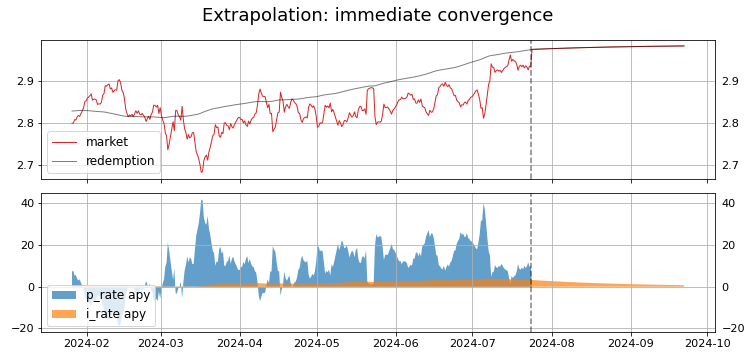 Extrapolation: immediate convergence
2.9
2.8
2.7
2.9
2.8
2.7
market
redemption
40
20
0
−20
40
20
0
−20
p_rate apy
i_rate apy
2024-02 2024-03 2024-04 2024-05 2024-06 2024-07 2024-08 2024-09 2024-10